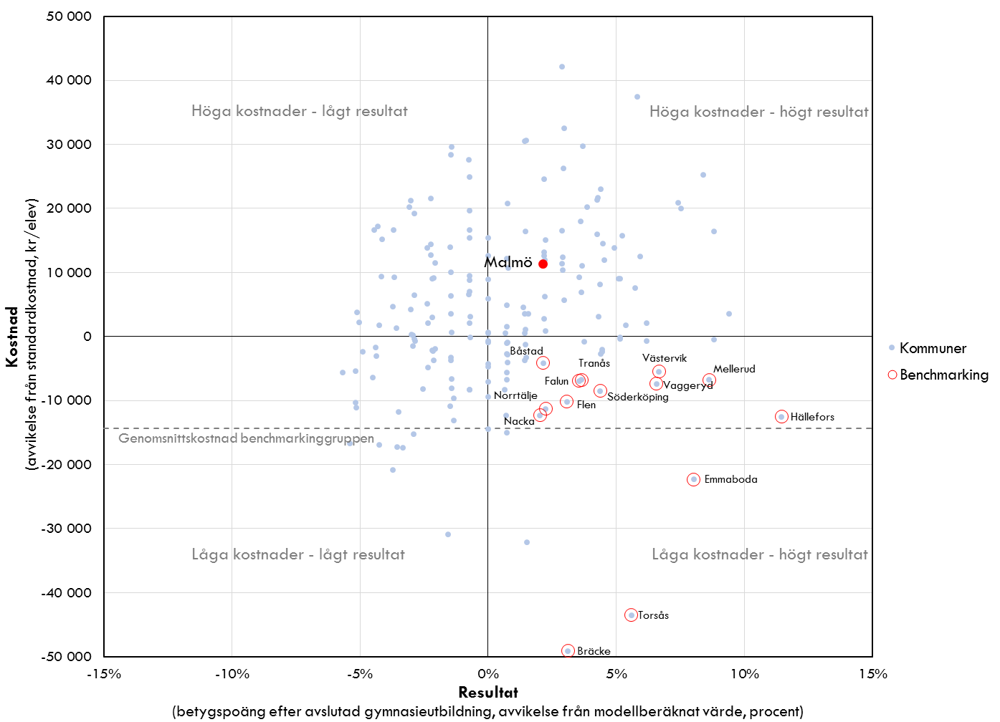 50 000
40 000
30 000
20 000
10 000
0
-10 000
-20 000
-30 000
-40 000
-50 000
Kostnad
(avvikelse från standardkostnad, kr/elev)
Höga kostnader - lågt resultat
Höga kostnader - högt resultat
Malmö
Båstad
Tranås
Västervik
Mellerud
Falun
Vaggeryd
Norrtälje
Söderköping
Flen
Nacka
Hällefors
Genomsnittskostnad benchmarkinggruppen
Emmaboda
Låga kostnader - lågt resultat
Låga kostnader - högt resultat
Torsås
Bräcke
Kommuner
Benchmarking
-15%
-10%
-5%
0%
5%
10%
15%
Resultat
(betygspoäng efter avslutad gymnasieutbildning, avvikelse från modellberäknat värde, procent)